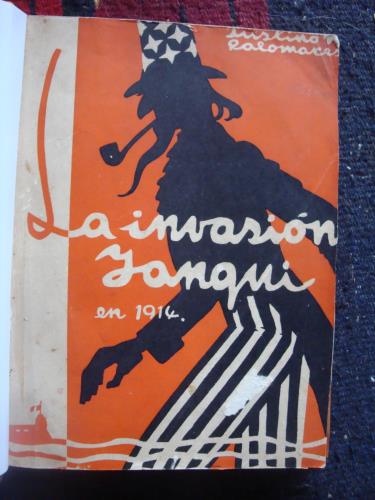 Justino
Palomares
La invasión
Yanqui
en 1914.